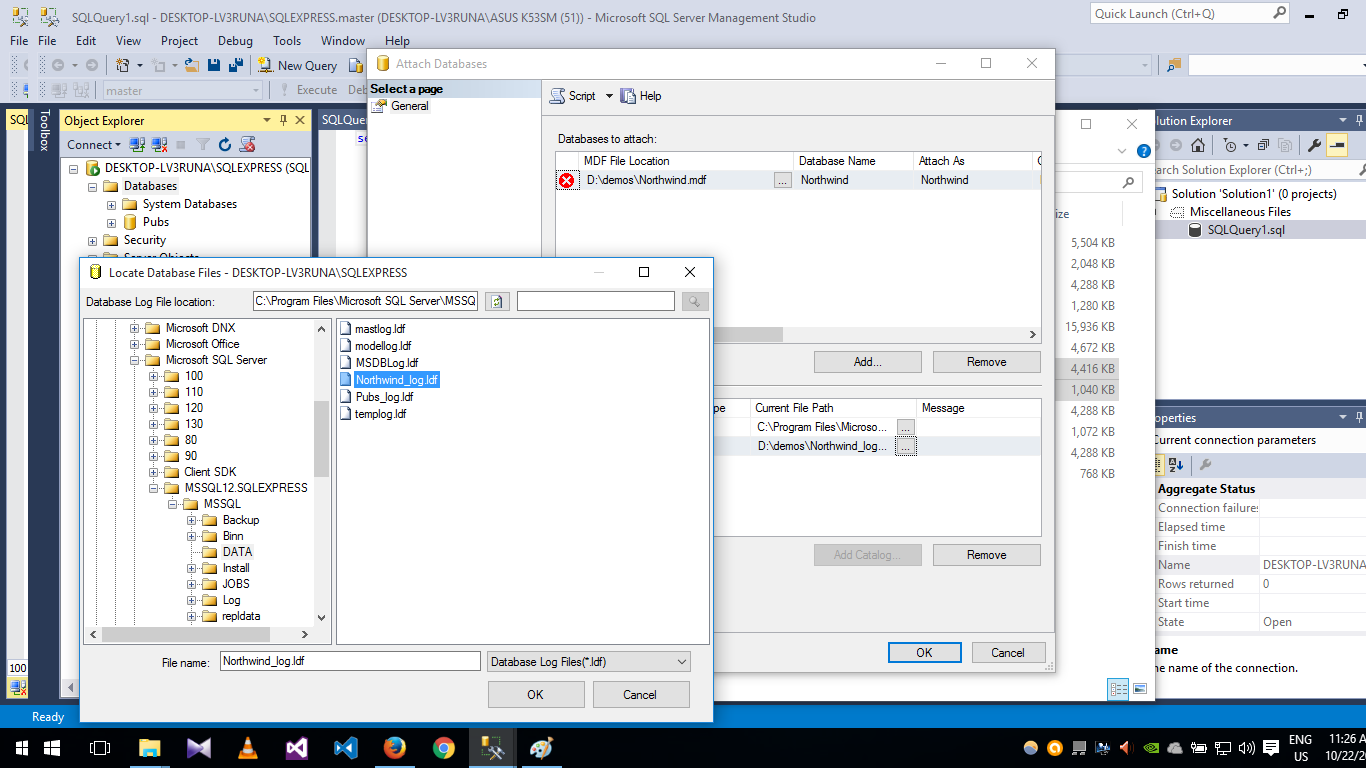 SQLQuery1.sql - DESKTOP-LV3RUNA\SQLEXPRESS.master (DESKTOP-LV3RUNA\ASUS K53SM (51)) - Microsoft SQL Server Management Studio
Quick Launch (Ctrl+Q)
File File Edit View Project Debug Tools Window Help
New Query
master
Execute
Attach Databases
Select a page
General
Script Help
Databases to attach:
MDF File Location Database Name Attach As
D:\demos\Northwind.mdf ... Northwind Northwind
Add... Remove
Current File Path Message
C:\Program Files\Microso... ...
D:\demos\Northwind_log... ...
Add Catalog... Remove
OK Cancel
Toolbox
Object Explorer
Connect
DESKTOP-LV3RUNA\SQLEXPRESS (SQL
Databases
System Databases
Pubs
Security
Server Objects
Locate Database Files - DESKTOP-LV3RUNA\SQLEXPRESS
Database Log File location: C:\Program Files\Microsoft SQL Server\MSSQ
Microsoft DNX
Microsoft Office
Microsoft SQL Server
100
110
120
130
80
90
Client SDK
MSSQL12.SQLEXPRESS
MSSQL
Backup
Binn
DATA
Install
JOBS
Log
repldata
mastlog.ldf
modellog.ldf
MSDBLog.ldf
Northwind_log.ldf
Pubs_log.ldf
templog.ldf
File name: Northwind_log.ldf Database Log Files(*.ldf)
OK Cancel
5,504 KB
2,048 KB
4,288 KB
1,280 KB
15,936 KB
4,672 KB
4,416 KB
1,040 KB
4,288 KB
1,072 KB
4,288 KB
768 KB
olution Explorer
earch Solution Explorer (Ctrl+;)
Solution 'Solution1' (0 projects)
Miscellaneous Files
SQLQuery1.sql
operties
Current connection parameters
Aggregate Status
Connection failures
Elapsed time
Finish time
Name DESKTOP-LV3RUNA
Rows returned 0
Start time
State Open
ame
he name of the connection.
100
Ready
ENG
US
11:26 A
10/22/2